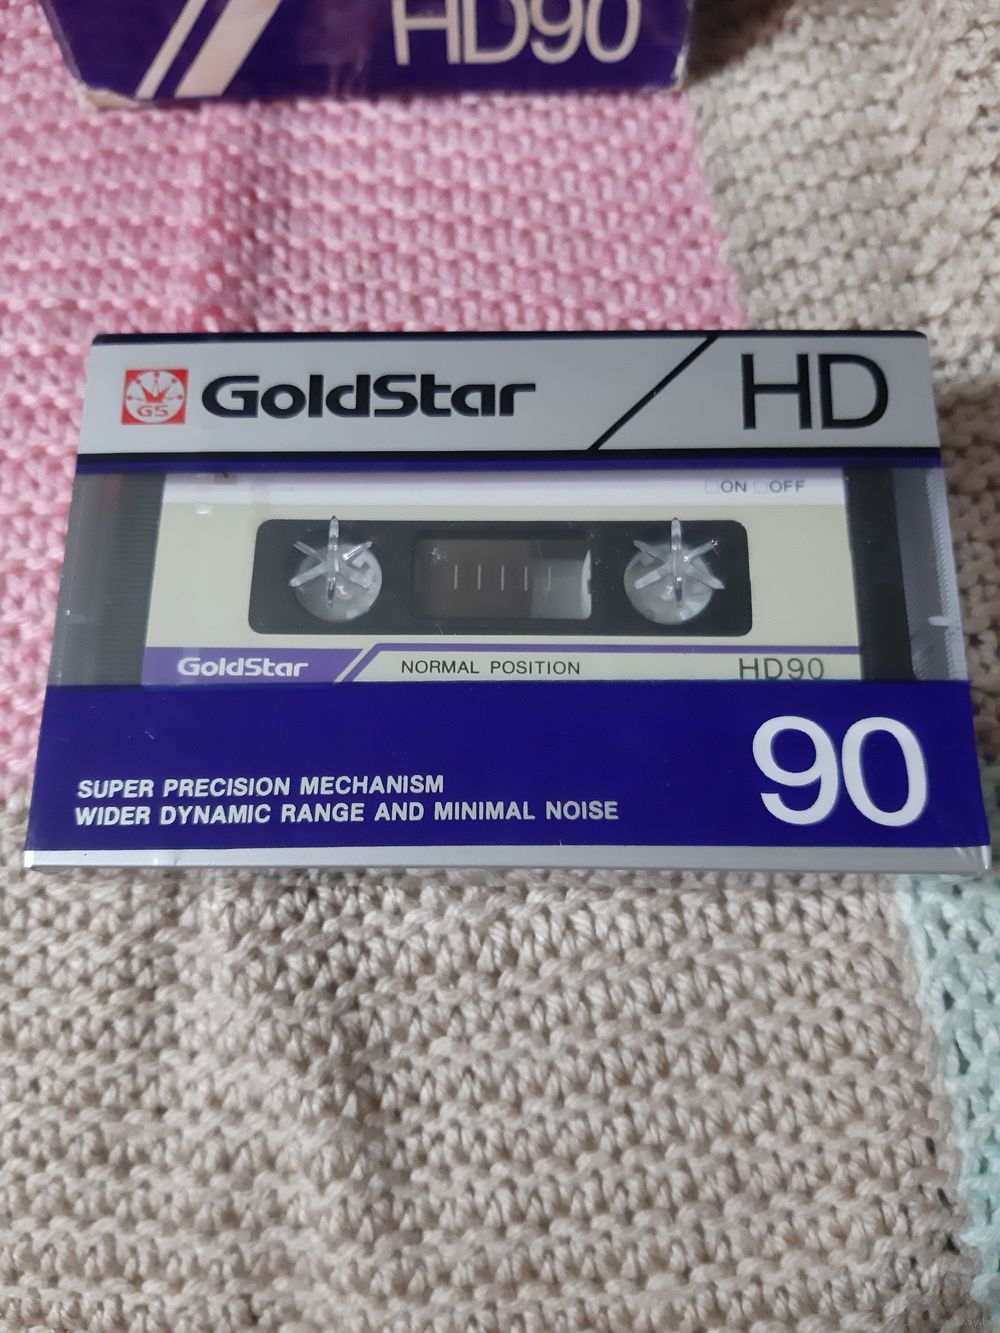 HD90
GS GoldStar HD
ON OFF
GoldStar NORMAL POSITION HD90
90
SUPER PRECISION MECHANISM
WIDER DYNAMIC RANGE AND MINIMAL NOISE